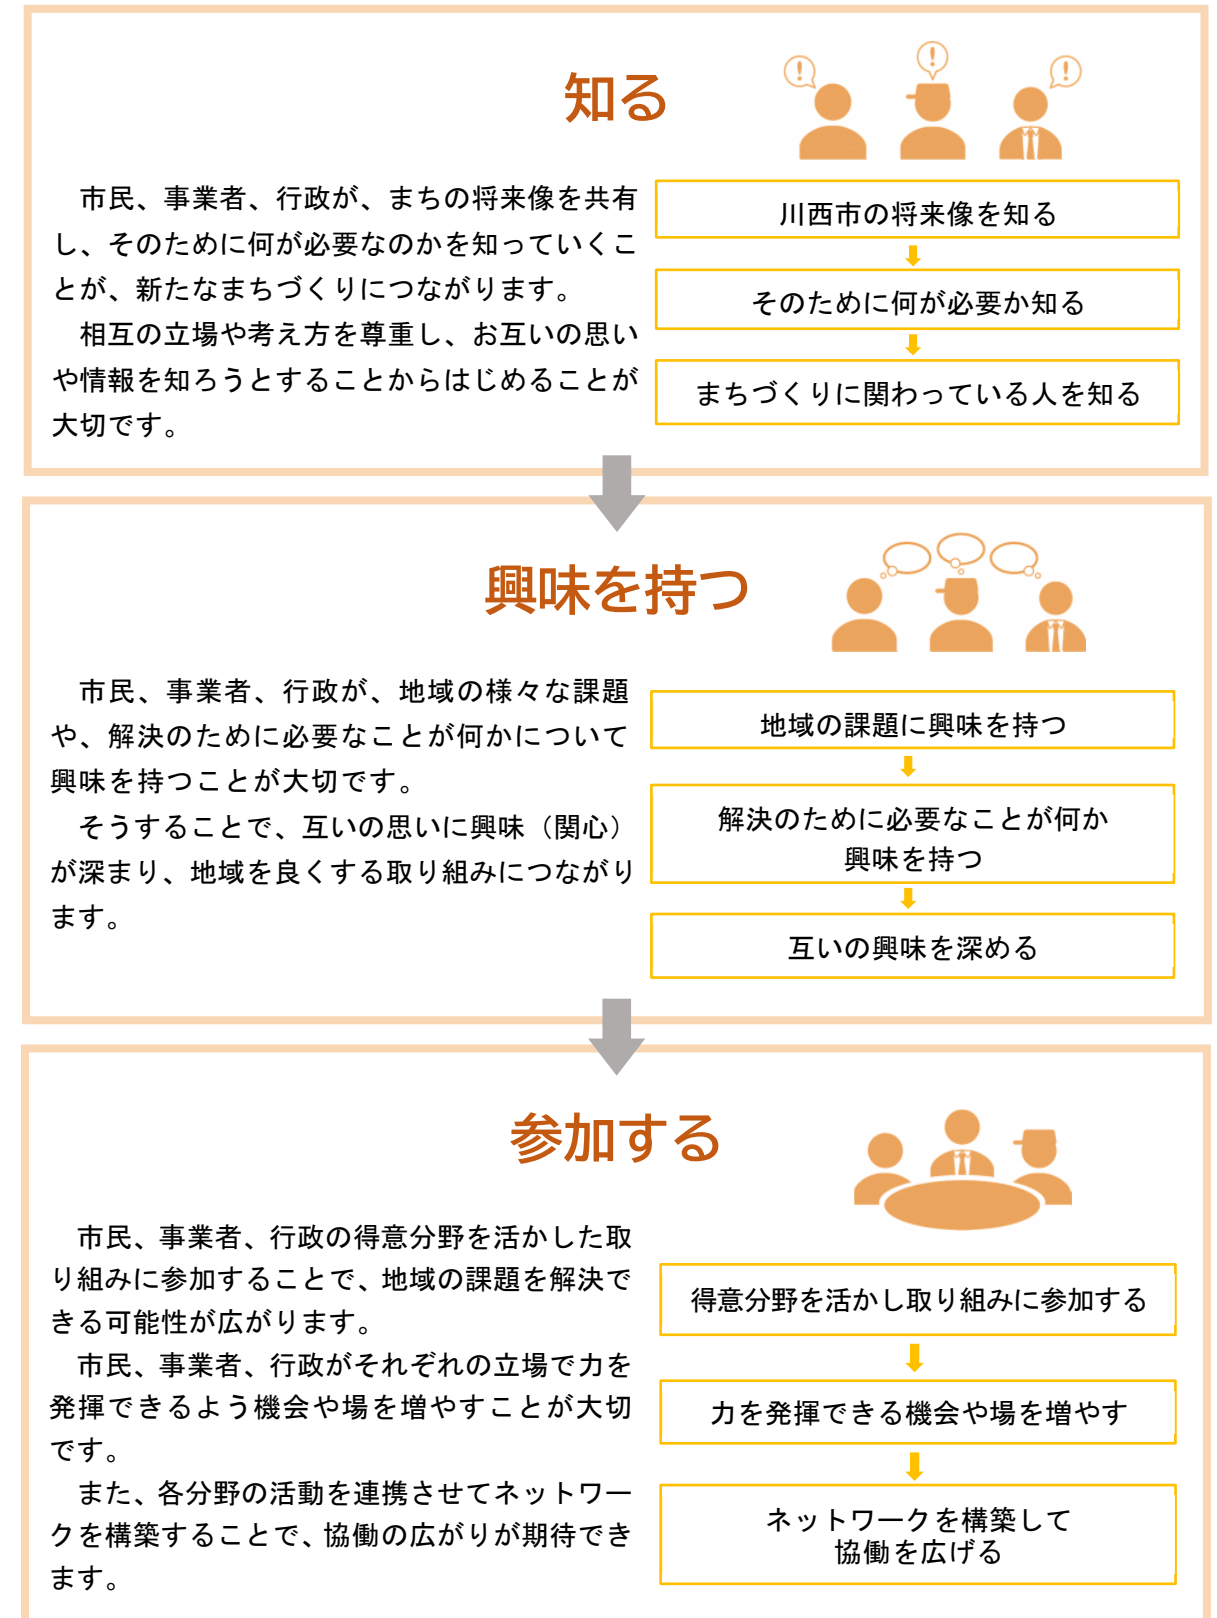 知る
市民、事業者、行政が、まちの将来像を共有
し、そのために何が必要なのかを知っていくこ
とが、新たなまちづくりにつながります。
相互の立場や考え方を尊重し、お互いの思い
や情報を知ろうとすることからはじめることが
大切です。
川西市の将来像を知る
そのために何が必要か知る
まちづくりに関わっている人を知る
興味を持つ
市民、事業者、行政が、地域の様々な課題
や、解決のために必要なことが何かについて
興味を持つことが大切です。
そうすることで、互いの思いに興味（関心）
が深まり、地域を良くする取り組みにつながり
ます。
地域の課題に興味を持つ
解決のために必要なことが何か
興味を持つ
互いの興味を深める
参加する
市民、事業者、行政の得意分野を活かした取
り組みに参加することで、地域の課題を解決で
きる可能性が広がります。
市民、事業者、行政がそれぞれの立場で力を
発揮できるよう機会や場を増やすことが大切
です。
また、各分野の活動を連携させてネットワー
クを構築することで、協働の広がりが期待でき
ます。
得意分野を活かし取り組みに参加する
力を発揮できる機会や場を増やす
ネットワークを構築して
協働を広げる